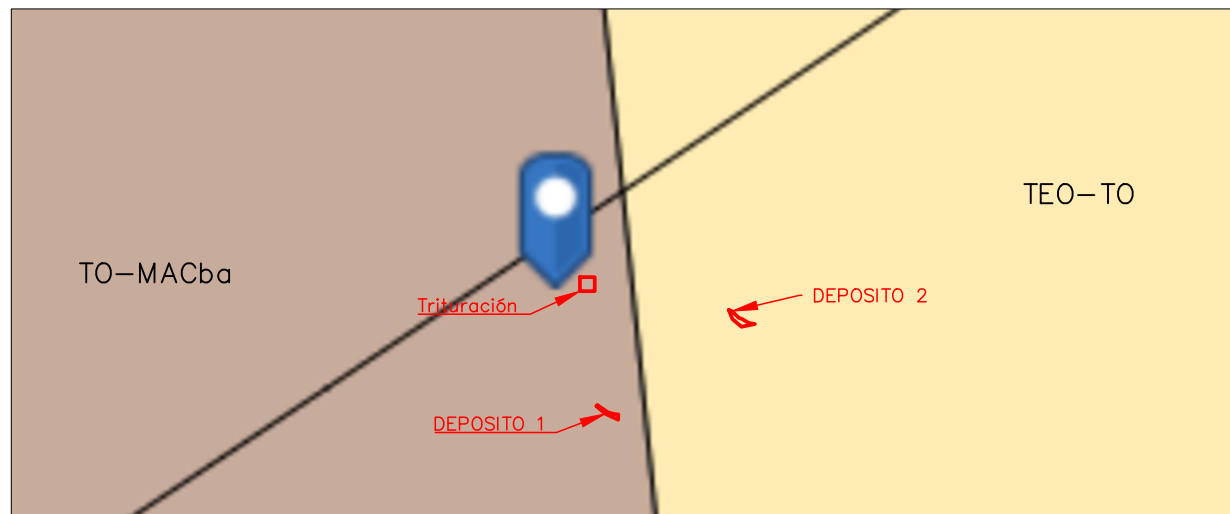 TEO-TO
TO-MACba
Trituración
DEPOSITO 2
DEPOSITO 1